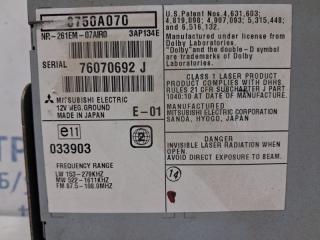 8750A070
NR-261EM-07AIRO 3AP134E
SERIAL 76070692 J
MITSUBISHI ELECTRIC
12V NEG.GROUND
MADE IN JAPAN
E-01
e11
2
033903
FREQUENCY RANGE
LW 153-279KHZ
MW 522-1611KHZ
FM 87.5-108.0MHZ
U.S.Patent Nos. 4,631,603;
4,819,098; 4,907,093; 5,315,448;
and 6,516,132.
Manufactured under license from
Dolby Laboratories.
"Dolby" and the double-D symbol
are trademarks of
Dolby Laboratories.
CLASS 1 LASER PRODUCT
PRODUCT COMPLIES WITH DHHS
RULES 21 CFR SUBCHAPTER J PART
1040:10 AT DATE OF MANUFACTURE.
MANUFACTURED:
MITSUBISHI ELECTRIC CORPORATION
SANDA, HYOGO, JAPAN
DANGER
INVISIBLE LASER RADIATION WHEN OPEN.
AVOID DIRECT EXPOSURE TO BEAM.
14